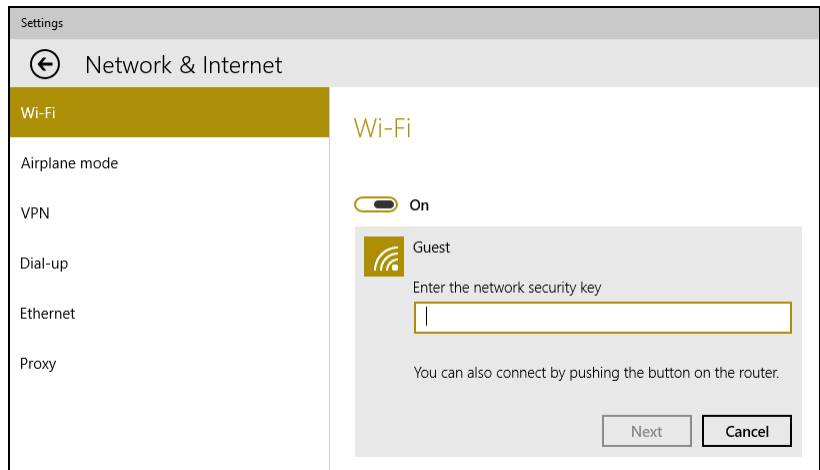 Settings
Network & Internet
Wi-Fi
Airplane mode
VPN
Dial-up
Ethernet
Proxy
Wi-Fi
On
Guest
Enter the network security key
You can also connect by pushing the button on the router.
Next
Cancel